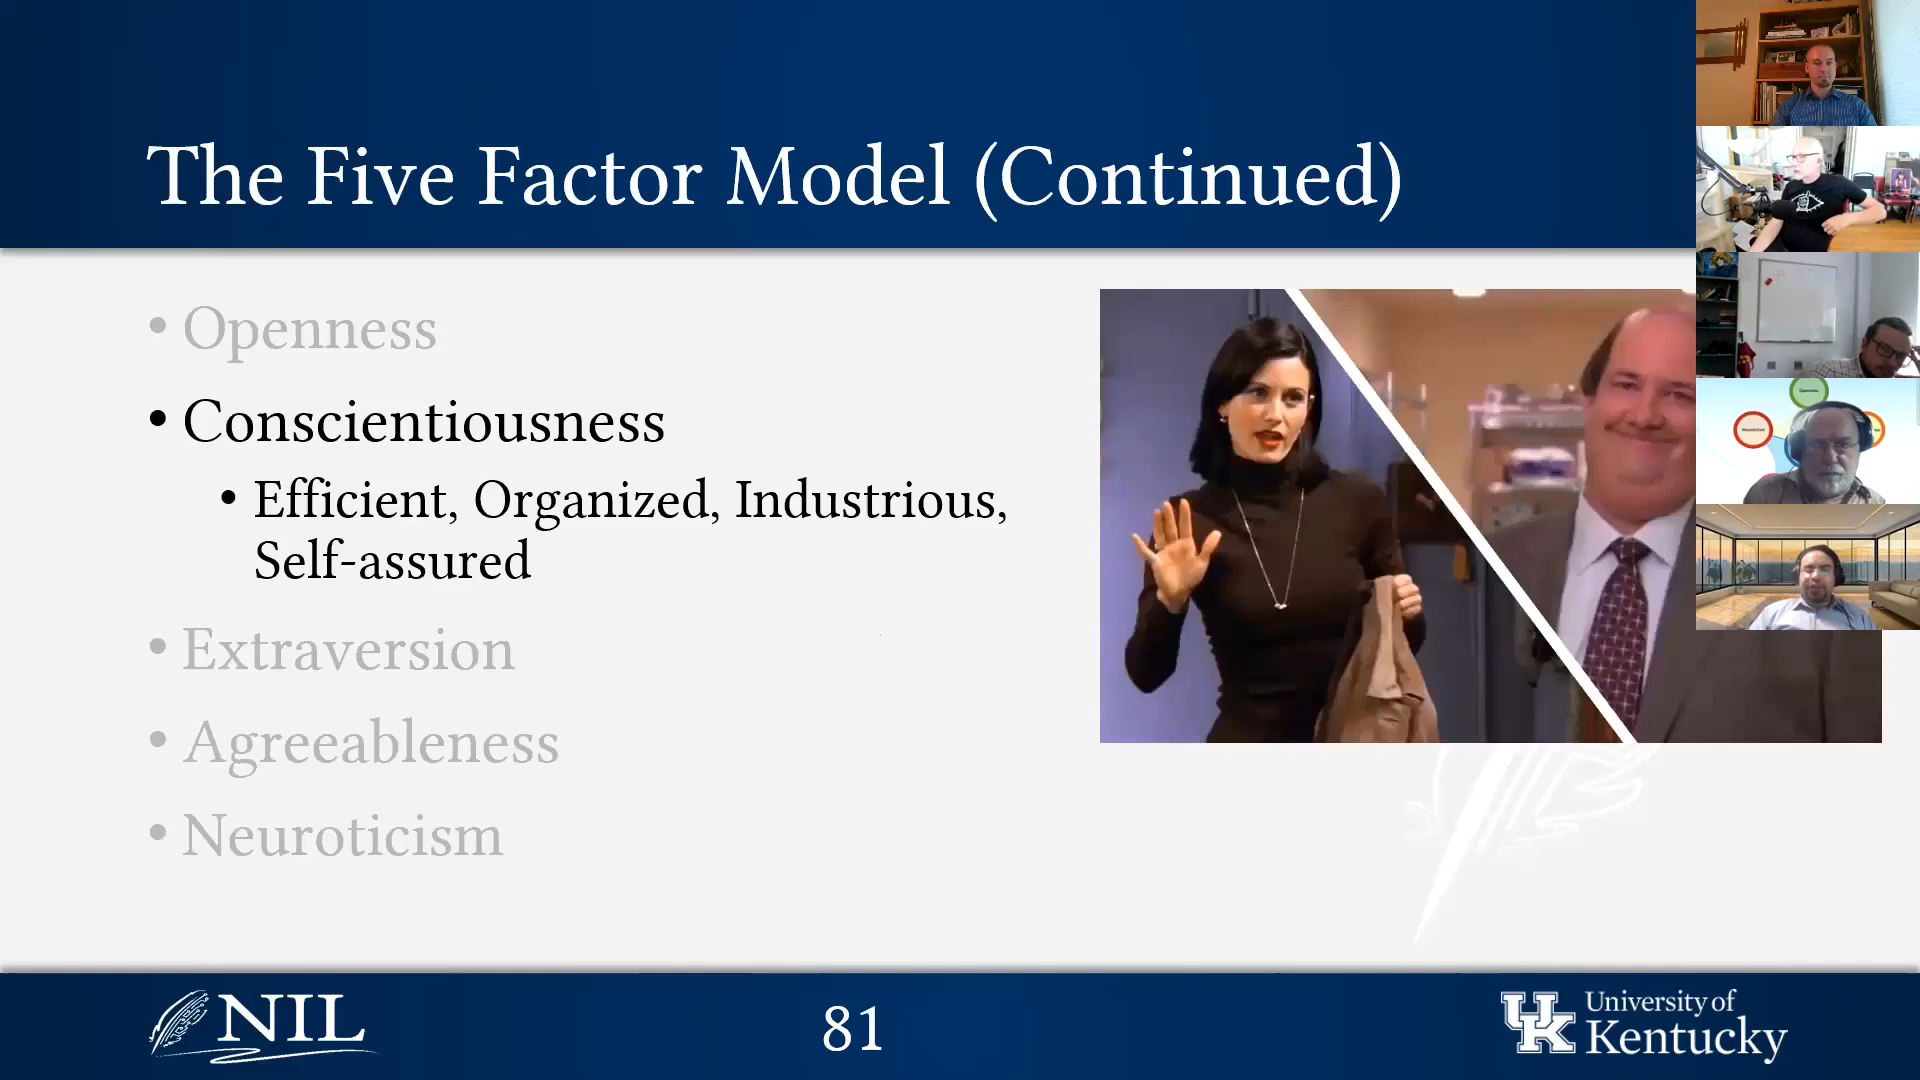 The Five Factor Model (Continued)
• Openness
• Conscientiousness
• Efficient, Organized, Industrious,
Self-assured
• Extraversion
• Agreeableness
• Neuroticism
NIL
81
UK
University of
Kentucky